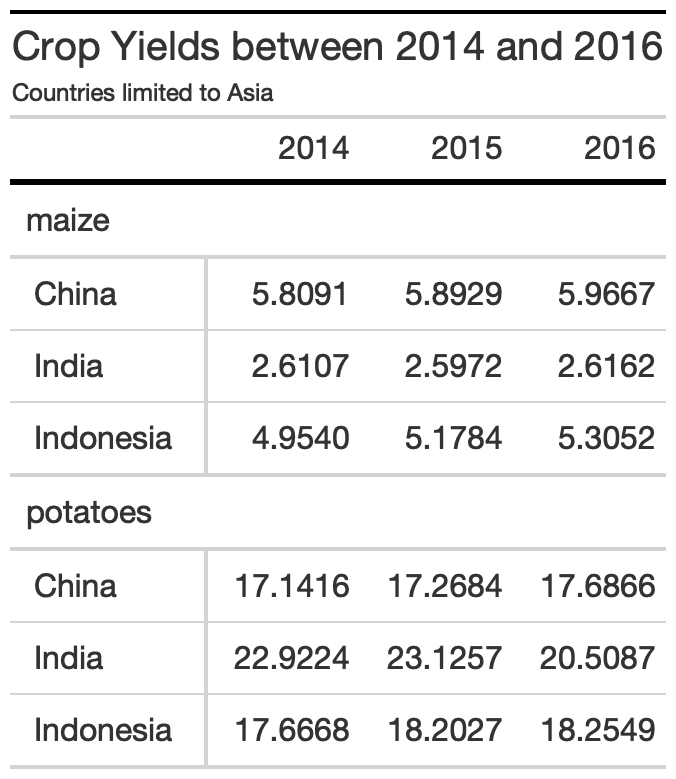 Crop Yields between 2014 and 2016
Countries limited to Asia
2014 2015 2016
maize
China 5.8091 5.8929 5.9667
India 2.6107 2.5972 2.6162
Indonesia 4.9540 5.1784 5.3052
potatoes
China 17.1416 17.2684 17.6866
India 22.9224 23.1257 20.5087
Indonesia 17.6668 18.2027 18.2549